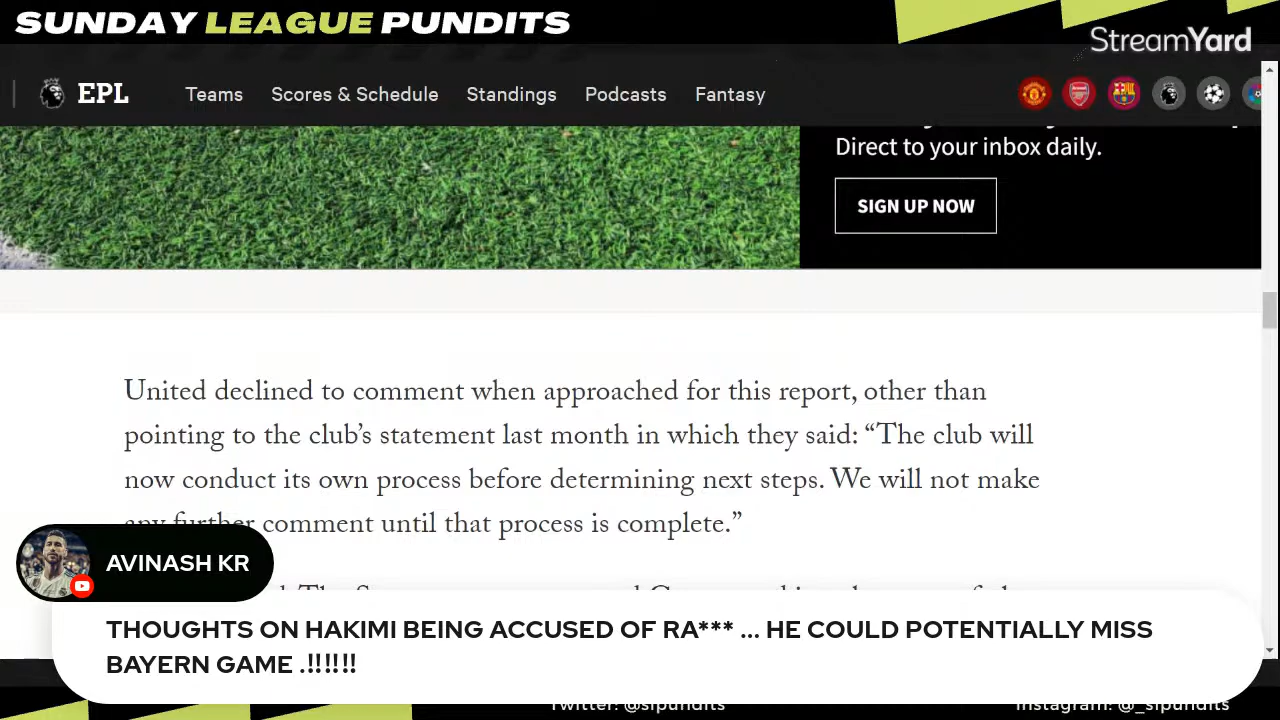 SUNDAY LEAGUE PUNDITS
StreamYard
EPL
Teams
Scores & Schedule
Standings
Podcasts
Fantasy
Direct to your inbox daily.
SIGN UP NOW
United declined to comment when approached for this report, other than
pointing to the club’s statement last month in which they said: “The club will
now conduct its own process before determining next steps. We will not make
any further comment until that process is complete.”
AVINASH KR
THOUGHTS ON HAKIMI BEING ACCUSED OF RA*** ... HE COULD POTENTIALLY MISS
BAYERN GAME .!!!!!!
Twitter: @slpundits
Instagram: @_slpundits